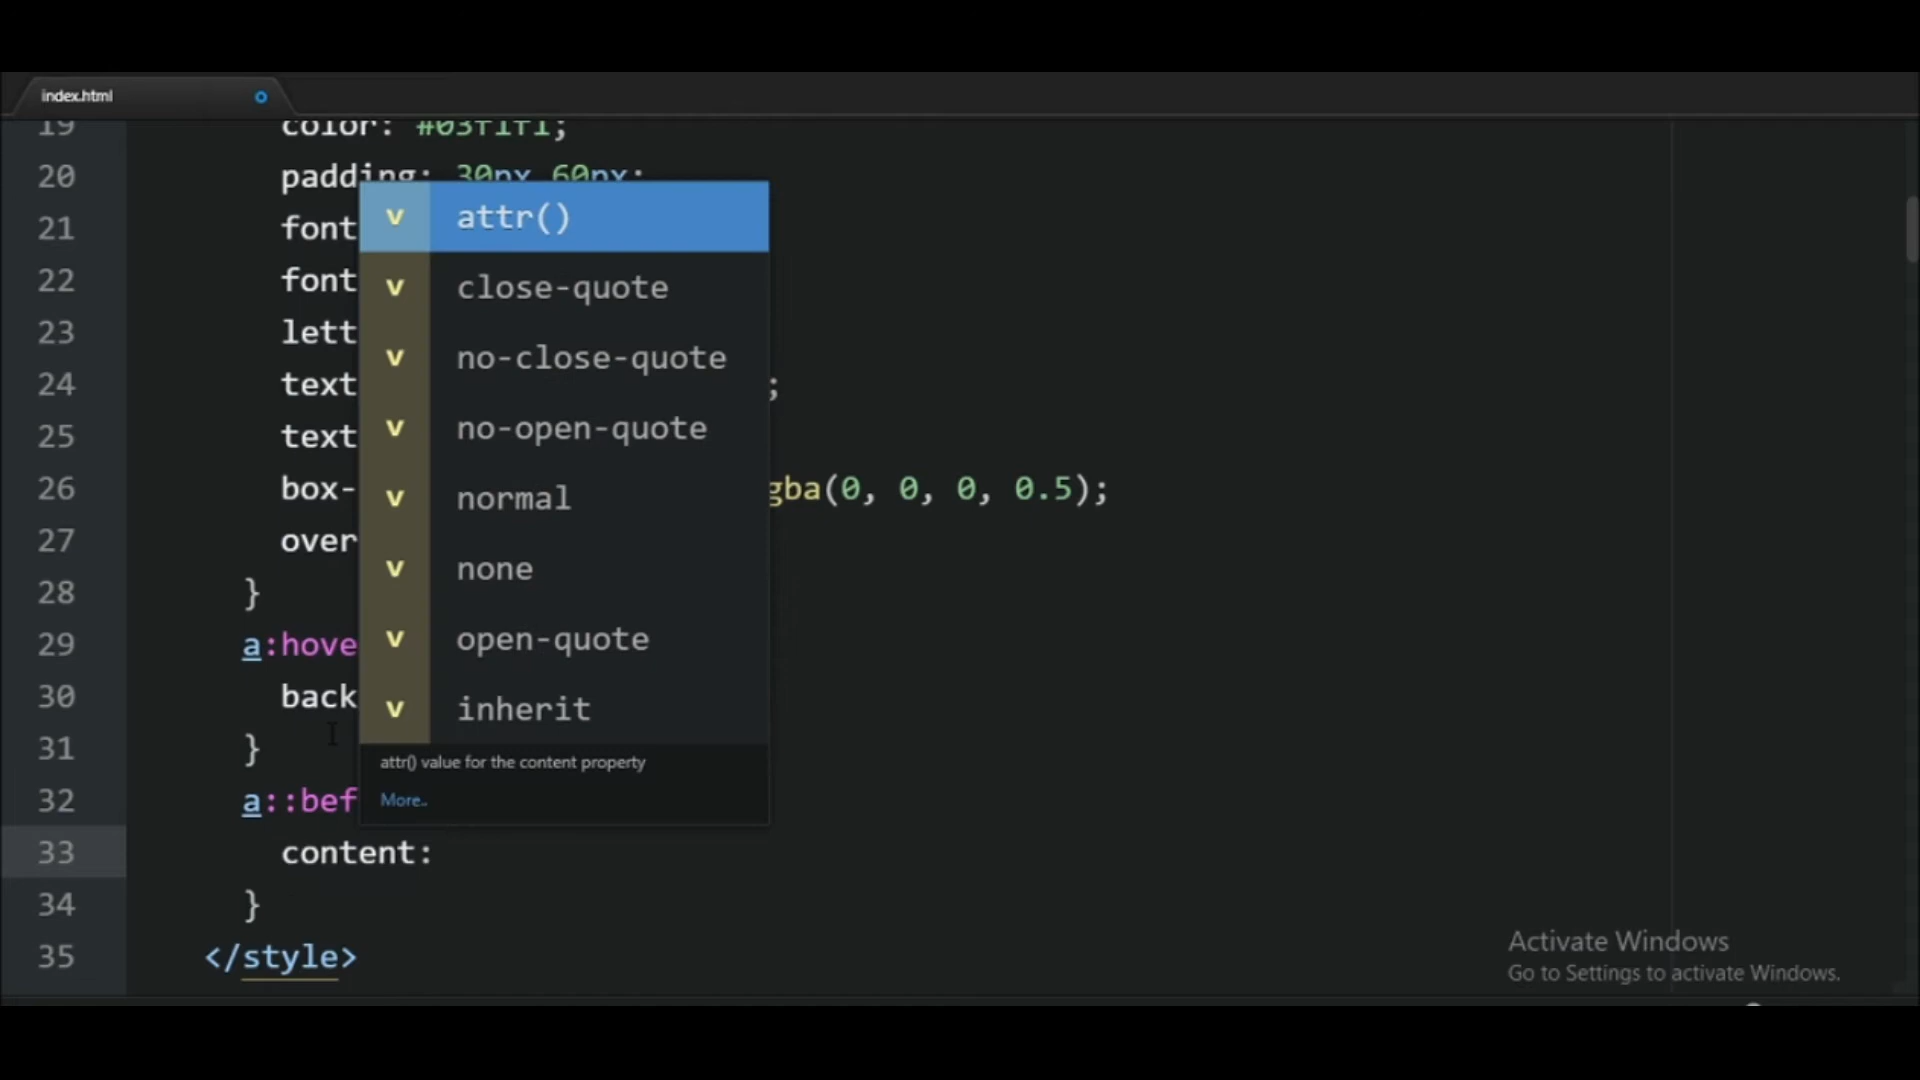 index.html
19 color: #03f1f1;
20 padding: 30px 60px;
21 font
22 font
23 lett
24 text ;
25 text
26 box- gba(0, 0, 0, 0.5);
27 over
28 }
29 a:hove
30 back
31 }
32 a::bef
33 content:
34 }
35 </style>
v attr()
v close-quote
v no-close-quote
v no-open-quote
v normal
v none
v open-quote
v inherit
attr() value for the content property
More..
Activate Windows
Go to Settings to activate Windows.